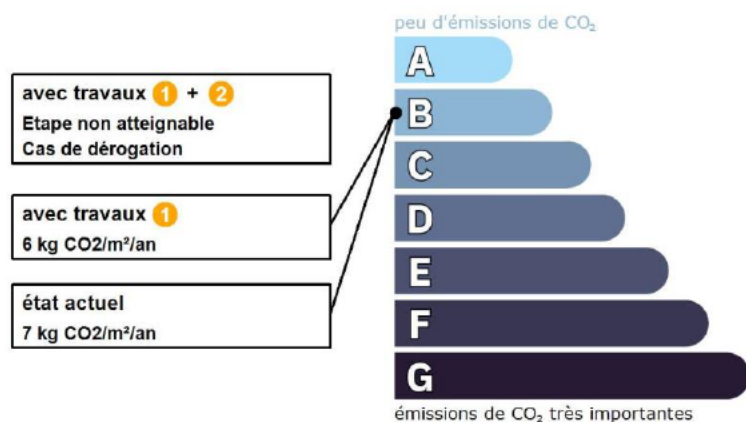 peu d'émissions de CO₂
avec travaux 1 + 2
Etape non atteignable
Cas de dérogation
avec travaux 1
6 kg CO2/m²/an
état actuel
7 kg CO2/m²/an
A
B
C
D
E
F
G
émissions de CO₂ très importantes